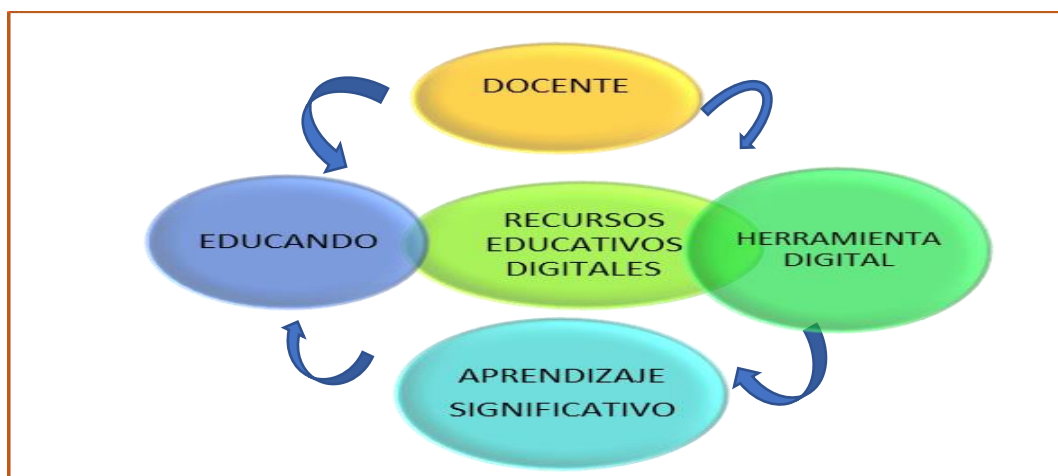 DOCENTE
EDUCANDO
RECURSOS
EDUCATIVOS
DIGITALES
HERRAMIENTA
DIGITAL
APRENDIZAJE
SIGNIFICATIVO